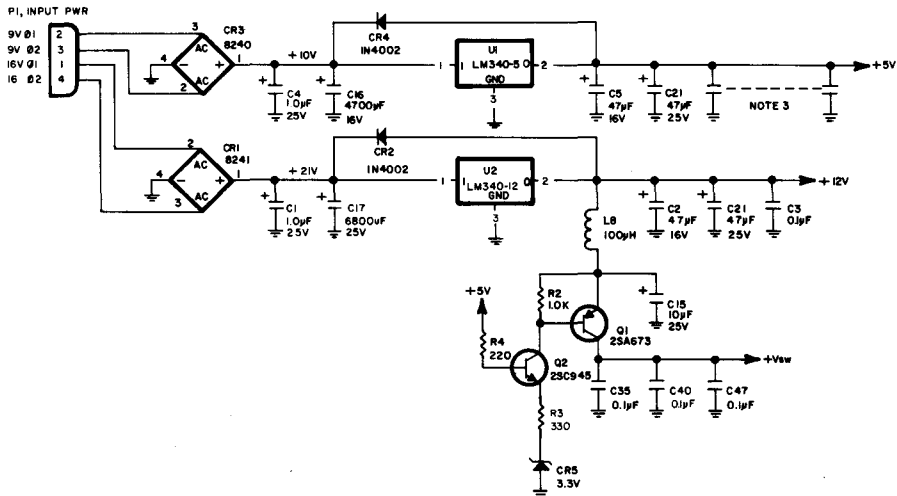 P1, INPUT PWR
9V Ø1 2
9V Ø2 3
16V Ø1 1
16 Ø2 4
3
AC
4 − + 1
AC
2
CR3
8240
+10V
CR4
1N4002
+ C4
1.0µF
25V
+ C16
4700µF
16V
U1
1 I LM340-5 O 2
GND
3
+ C5
47µF
16V
+ C21
47µF
25V
NOTE 3
+5V
2
AC
4 − + 1
AC
3
CR1
8241
+21V
CR2
1N4002
+ C1
1.0µF
25V
+ C17
6800uF
25V
U2
1 I LM340-12 O 2
GND
3
+ C2
47µF
16V
+ C21
47µF
25V
C3
0.1µF
+12V
L8
100µH
+5V
R4
220
R2
1.0K
Q2
2SC945
Q1
2SA673
+ C15
10µF
25V
+Vsw
C35
0.1µF
C40
0.1µF
C47
0.1µF
R3
330
CR5
3.3V